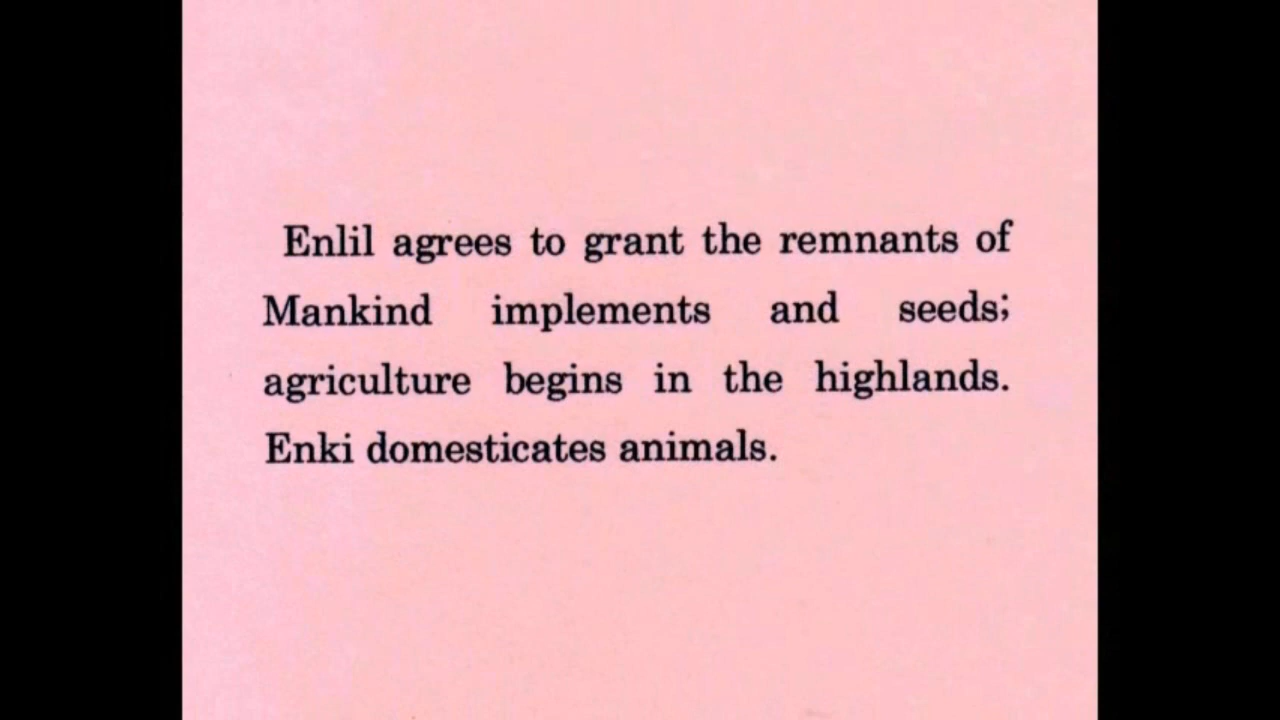 Enlil agrees to grant the remnants of
Mankind implements and seeds;
agriculture begins in the highlands.
Enki domesticates animals.